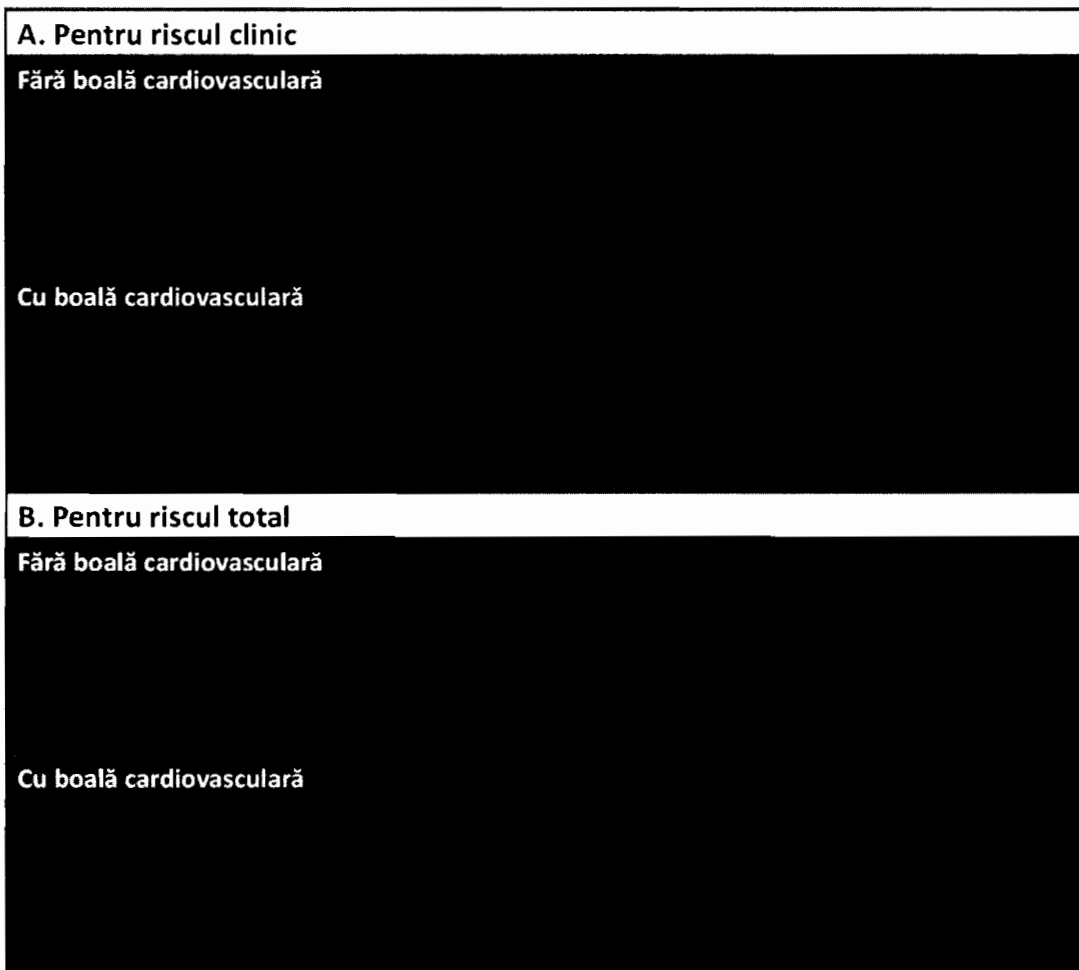 A. Pentru riscul clinic
Fără boală cardiovasculară
Cu boală cardiovasculară
B. Pentru riscul total
Fără boală cardiovasculară
Cu boală cardiovasculară